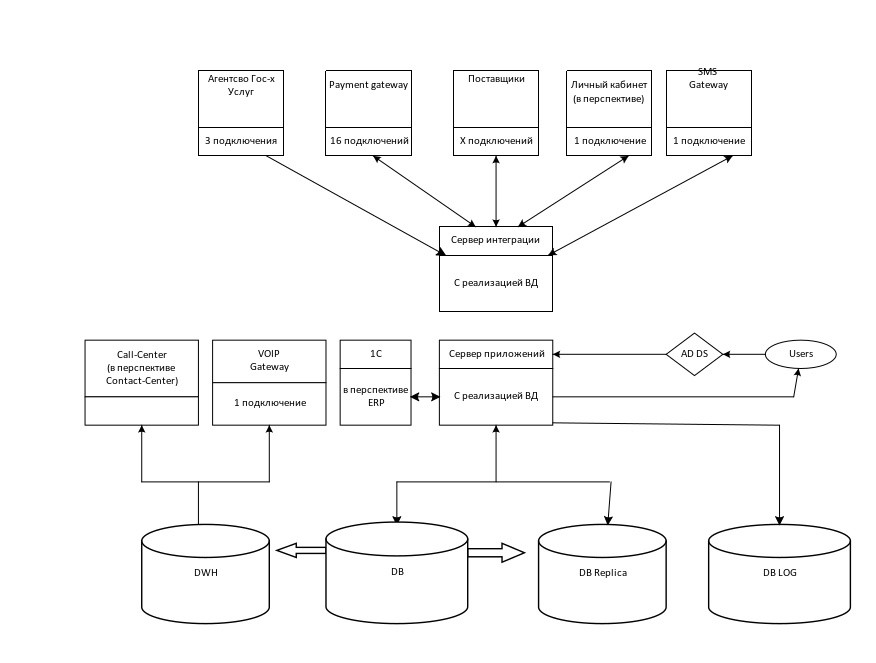 Агентсво Гос-х
Услуг
3 подключения
Payment gateway
16 подключений
Поставщики
X подключений
Личный кабинет
(в перспективе)
1 подключение
SMS
Gateway
1 подключение
Сервер интеграции
С реализацией ВД
Call-Center
(в перспективе
Contact-Center)
VOIP
Gateway
1 подключение
1С
в перспективе
ERP
Сервер приложений
С реализацией ВД
AD DS
Users
DWH
DB
DB Replica
DB LOG